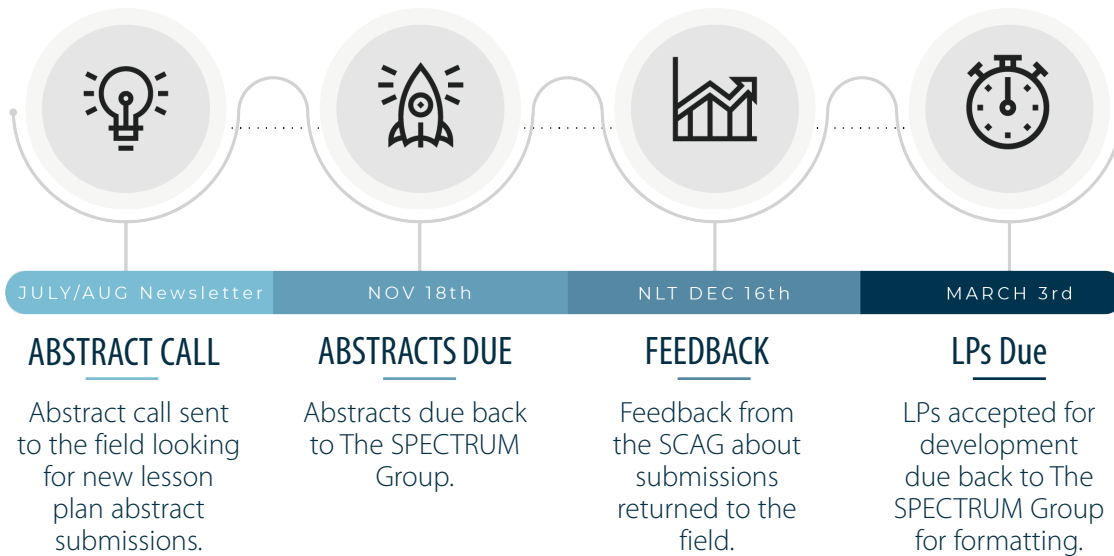 JULY/AUG Newsletter
NOV 18th
NLT DEC 16th
MARCH 3rd
ABSTRACT CALL
Abstract call sent
to the field looking
for new lesson
plan abstract
submissions.
ABSTRACTS DUE
Abstracts due back
to The SPECTRUM
Group.
FEEDBACK
Feedback from
the SCAG about
submissions
returned to the
field.
LPs Due
LPs accepted for
development
due back to The
SPECTRUM Group
for formatting.